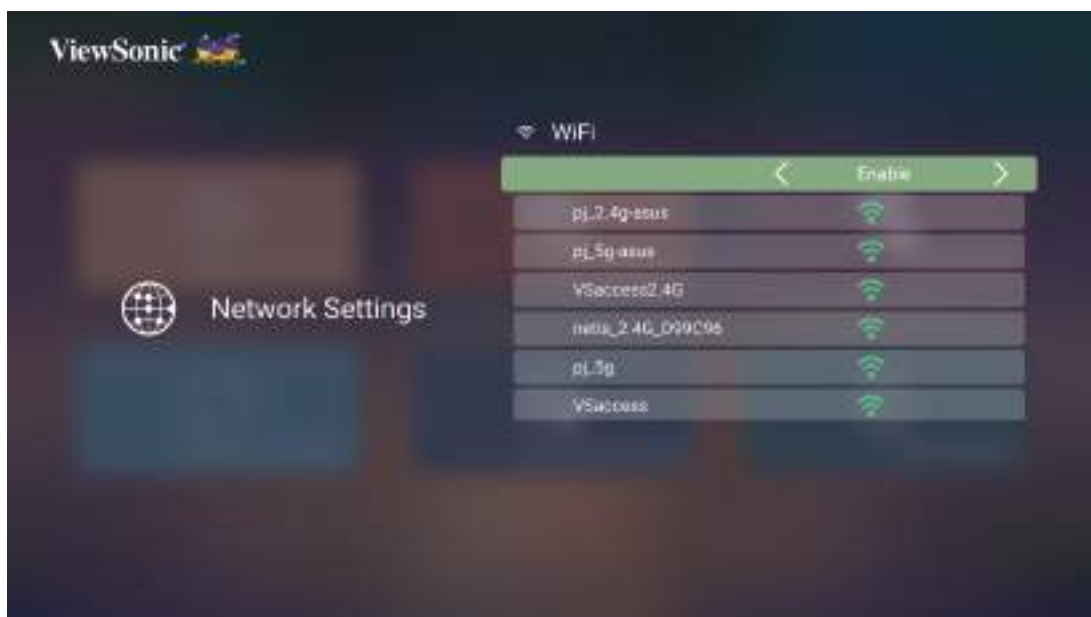 ViewSonic
WiFi
Enable
pj_2.4g-asus
pj_5g-asus
VSaccess2.4G
Network Settings
netis_2.4G_D99C96
pj_5g
VSaccess